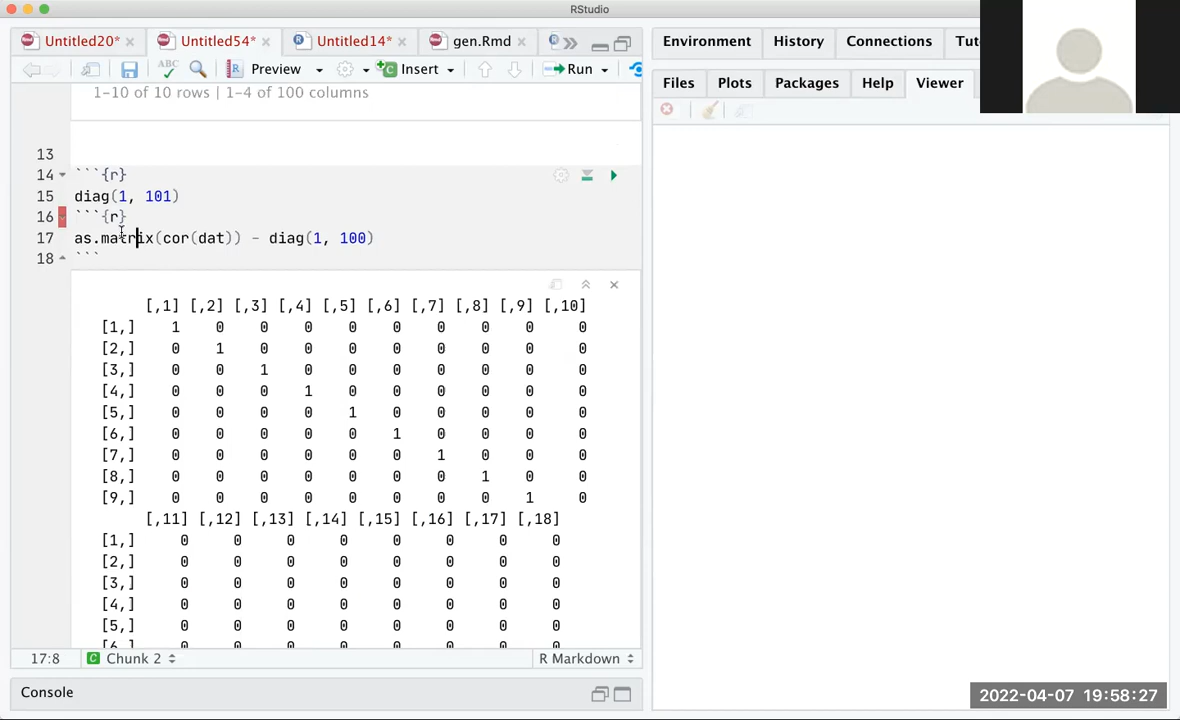 RStudio
Untitled20* Untitled54* Untitled14* gen.Rmd
Environment History Connections Tut
ABC Preview Insert Run
Files Plots Packages Help Viewer
1-10 of 10 rows | 1-4 of 100 columns
13
14 ```{r}
15 diag(1, 101)
16 ```{r}
17 as.matrix(cor(dat)) - diag(1, 100)
18 ```
[,1] [,2] [,3] [,4] [,5] [,6] [,7] [,8] [,9] [,10]
[1,] 1 0 0 0 0 0 0 0 0 0
[2,] 0 1 0 0 0 0 0 0 0 0
[3,] 0 0 1 0 0 0 0 0 0 0
[4,] 0 0 0 1 0 0 0 0 0 0
[5,] 0 0 0 0 1 0 0 0 0 0
[6,] 0 0 0 0 0 1 0 0 0 0
[7,] 0 0 0 0 0 0 1 0 0 0
[8,] 0 0 0 0 0 0 0 1 0 0
[9,] 0 0 0 0 0 0 0 0 1 0
[,11] [,12] [,13] [,14] [,15] [,16] [,17] [,18]
[1,] 0 0 0 0 0 0 0 0
[2,] 0 0 0 0 0 0 0 0
[3,] 0 0 0 0 0 0 0 0
[4,] 0 0 0 0 0 0 0 0
[5,] 0 0 0 0 0 0 0 0
[6,] 0 0 0 0 0 0 0 0
17:8 Chunk 2 R Markdown
Console
2022-04-07 19:58:27